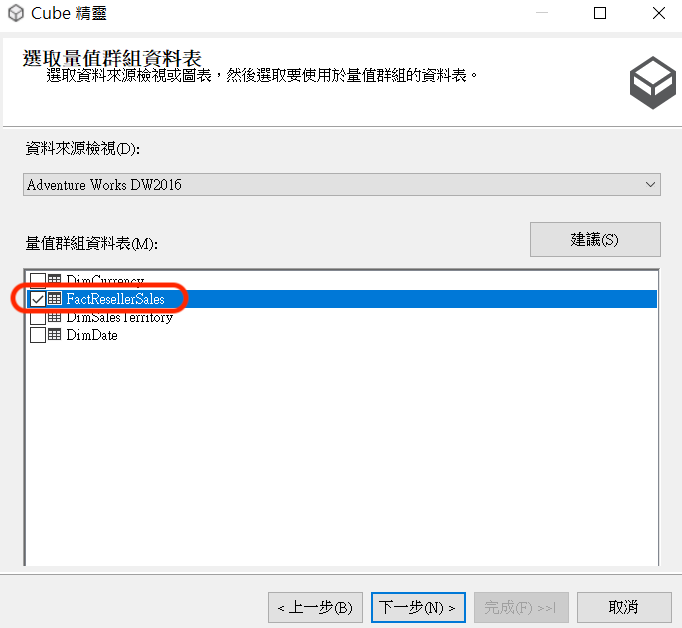 Cube 精靈
選取量值群組資料表
選取資料來源檢視或圖表，然後選取要使用於量值群組的資料表。
資料來源檢視(D):
Adventure Works DW2016
量值群組資料表(M):
建議(S)
DimCurrency
FactResellerSales
DimSalesTerritory
DimDate
< 上一步(B)
下一步(N) >
完成(F) >>|
取消